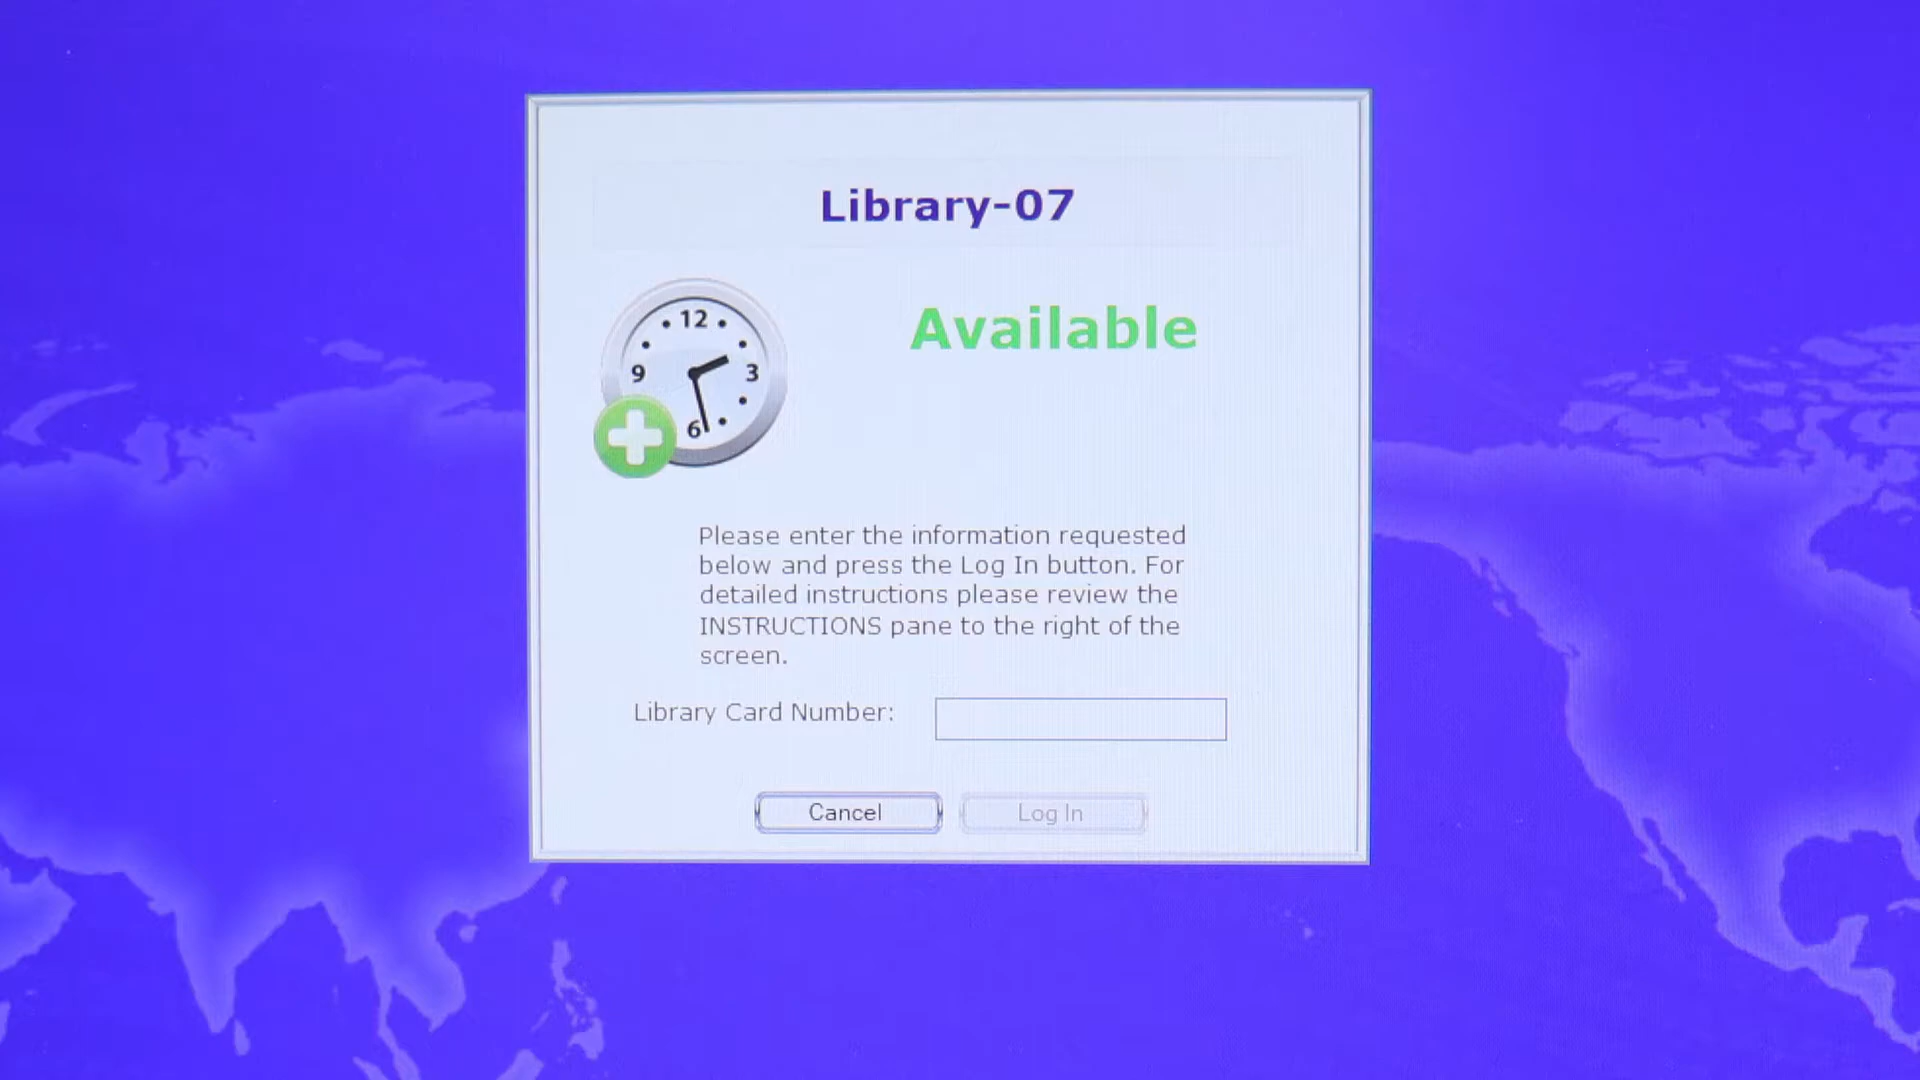 Library-07
12
9
3
6
Available
Please enter the information requested
below and press the Log In button. For
detailed instructions please review the
INSTRUCTIONS pane to the right of the
screen.
Library Card Number:
Cancel
Log In